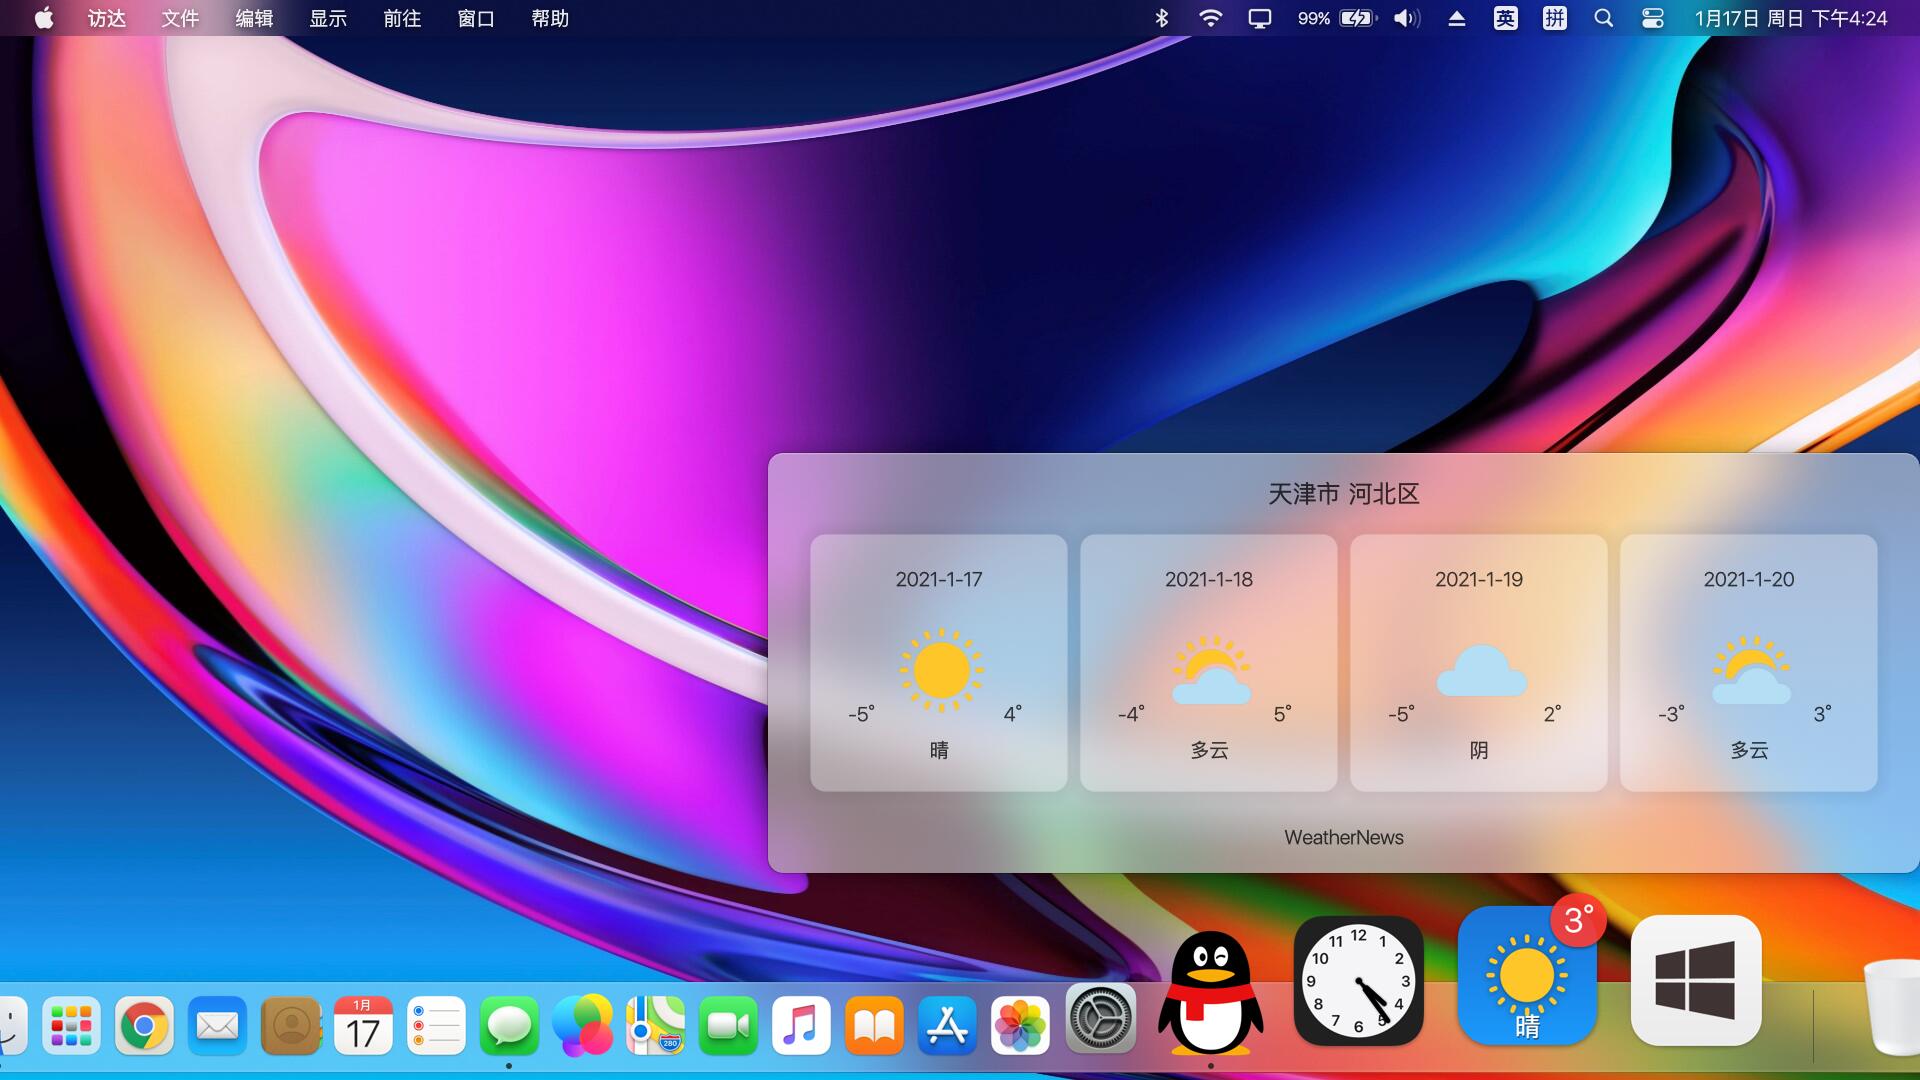 访达 文件 编辑 显示 前往 窗口 帮助 99% 英 拼 1月17日 周日 下午4:24
天津市 河北区
2021-1-17 2021-1-18 2021-1-19 2021-1-20
-5° 4° -4° 5° -5° 2° -3° 3°
晴 多云 阴 多云
WeatherNews
1月
17
280
12
1
2
3
4
5
6
7
8
9
10
11
3°
晴